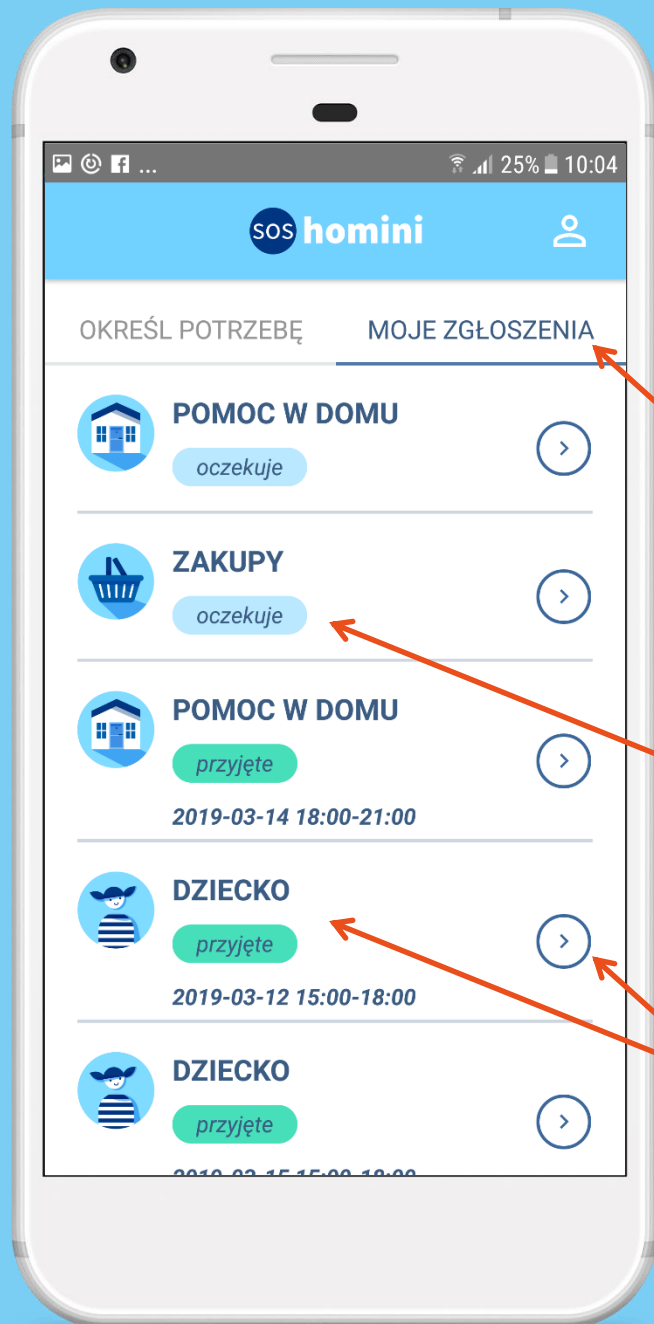 ... 25% 10:04
sos homini
OKREŚL POTRZEBĘ MOJE ZGŁOSZENIA
POMOC W DOMU
oczekuje
ZAKUPY
oczekuje
POMOC W DOMU
przyjęte
2019-03-14 18:00-21:00
DZIECKO
przyjęte
2019-03-12 15:00-18:00
DZIECKO
przyjęte